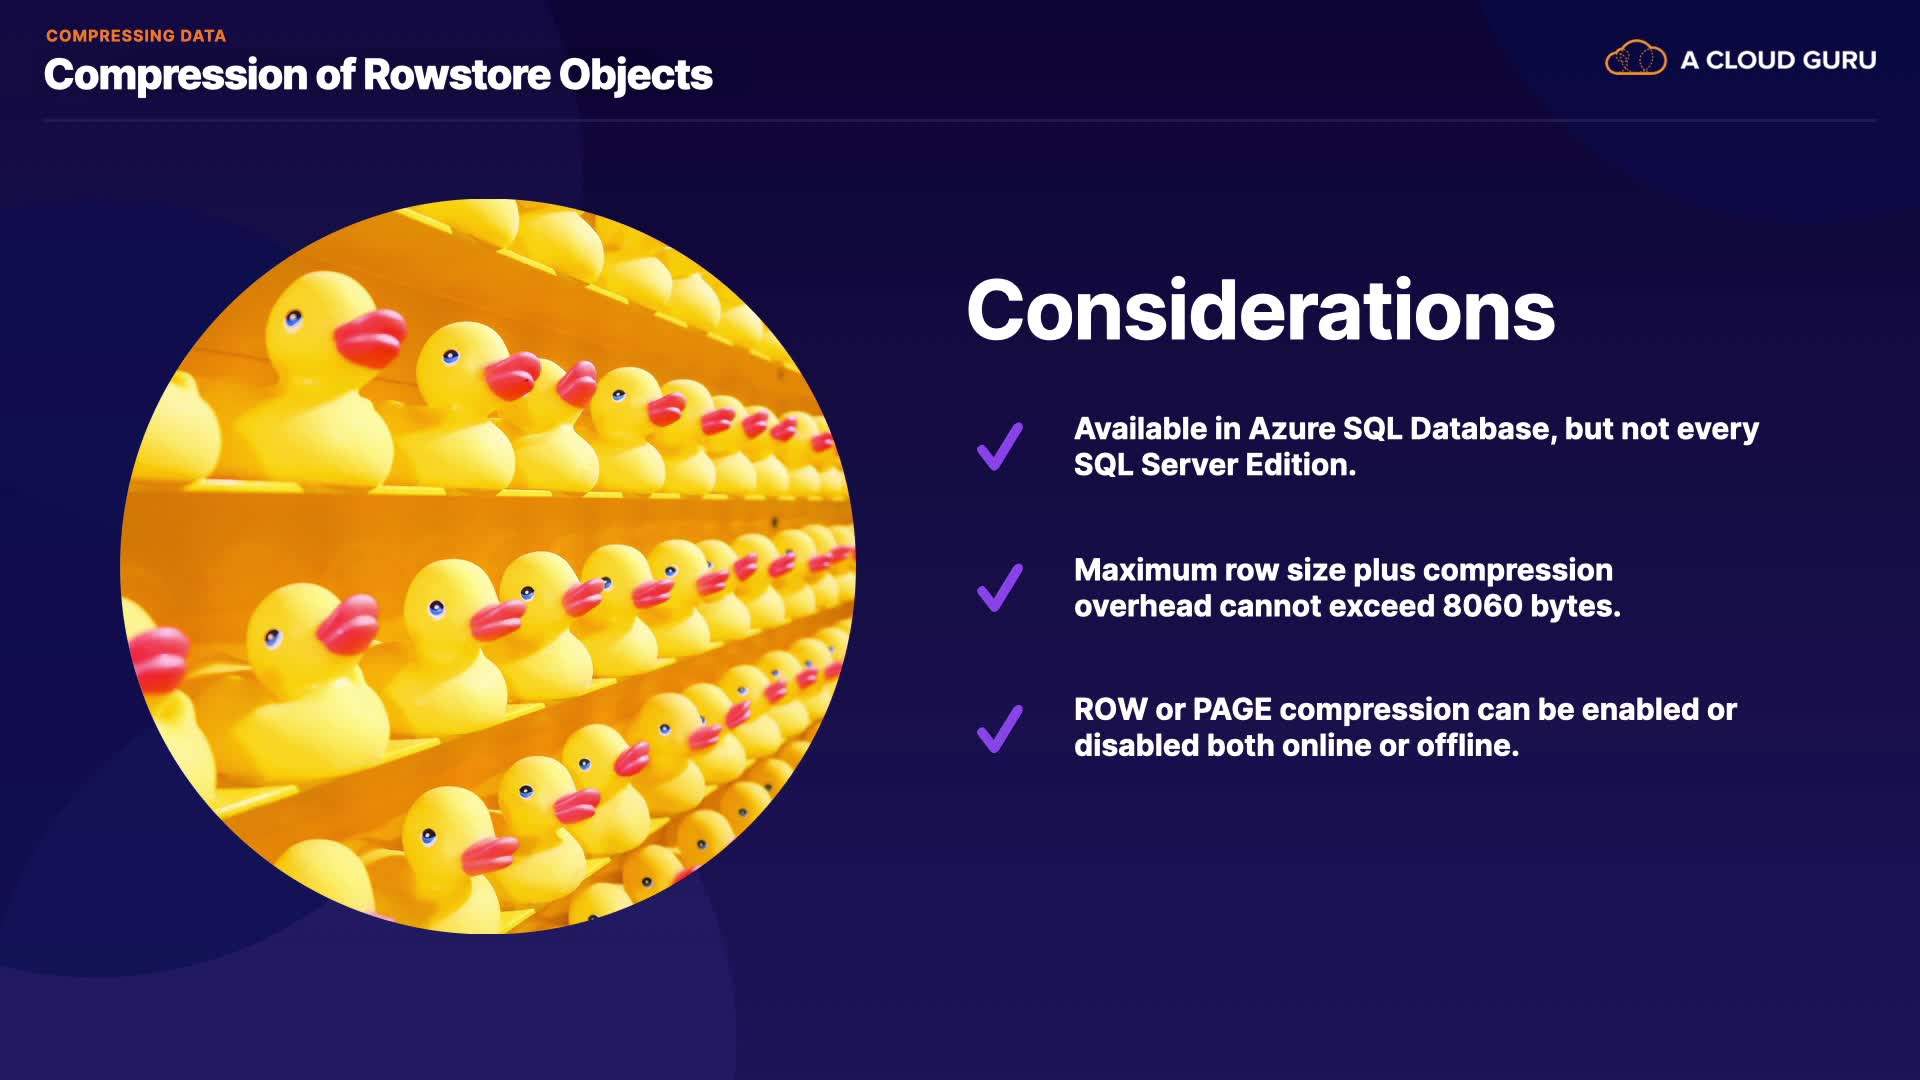 COMPRESSING DATA
Compression of Rowstore Objects
A CLOUD GURU
Considerations
Available in Azure SQL Database, but not every
SQL Server Edition.
Maximum row size plus compression
overhead cannot exceed 8060 bytes.
ROW or PAGE compression can be enabled or
disabled both online or offline.